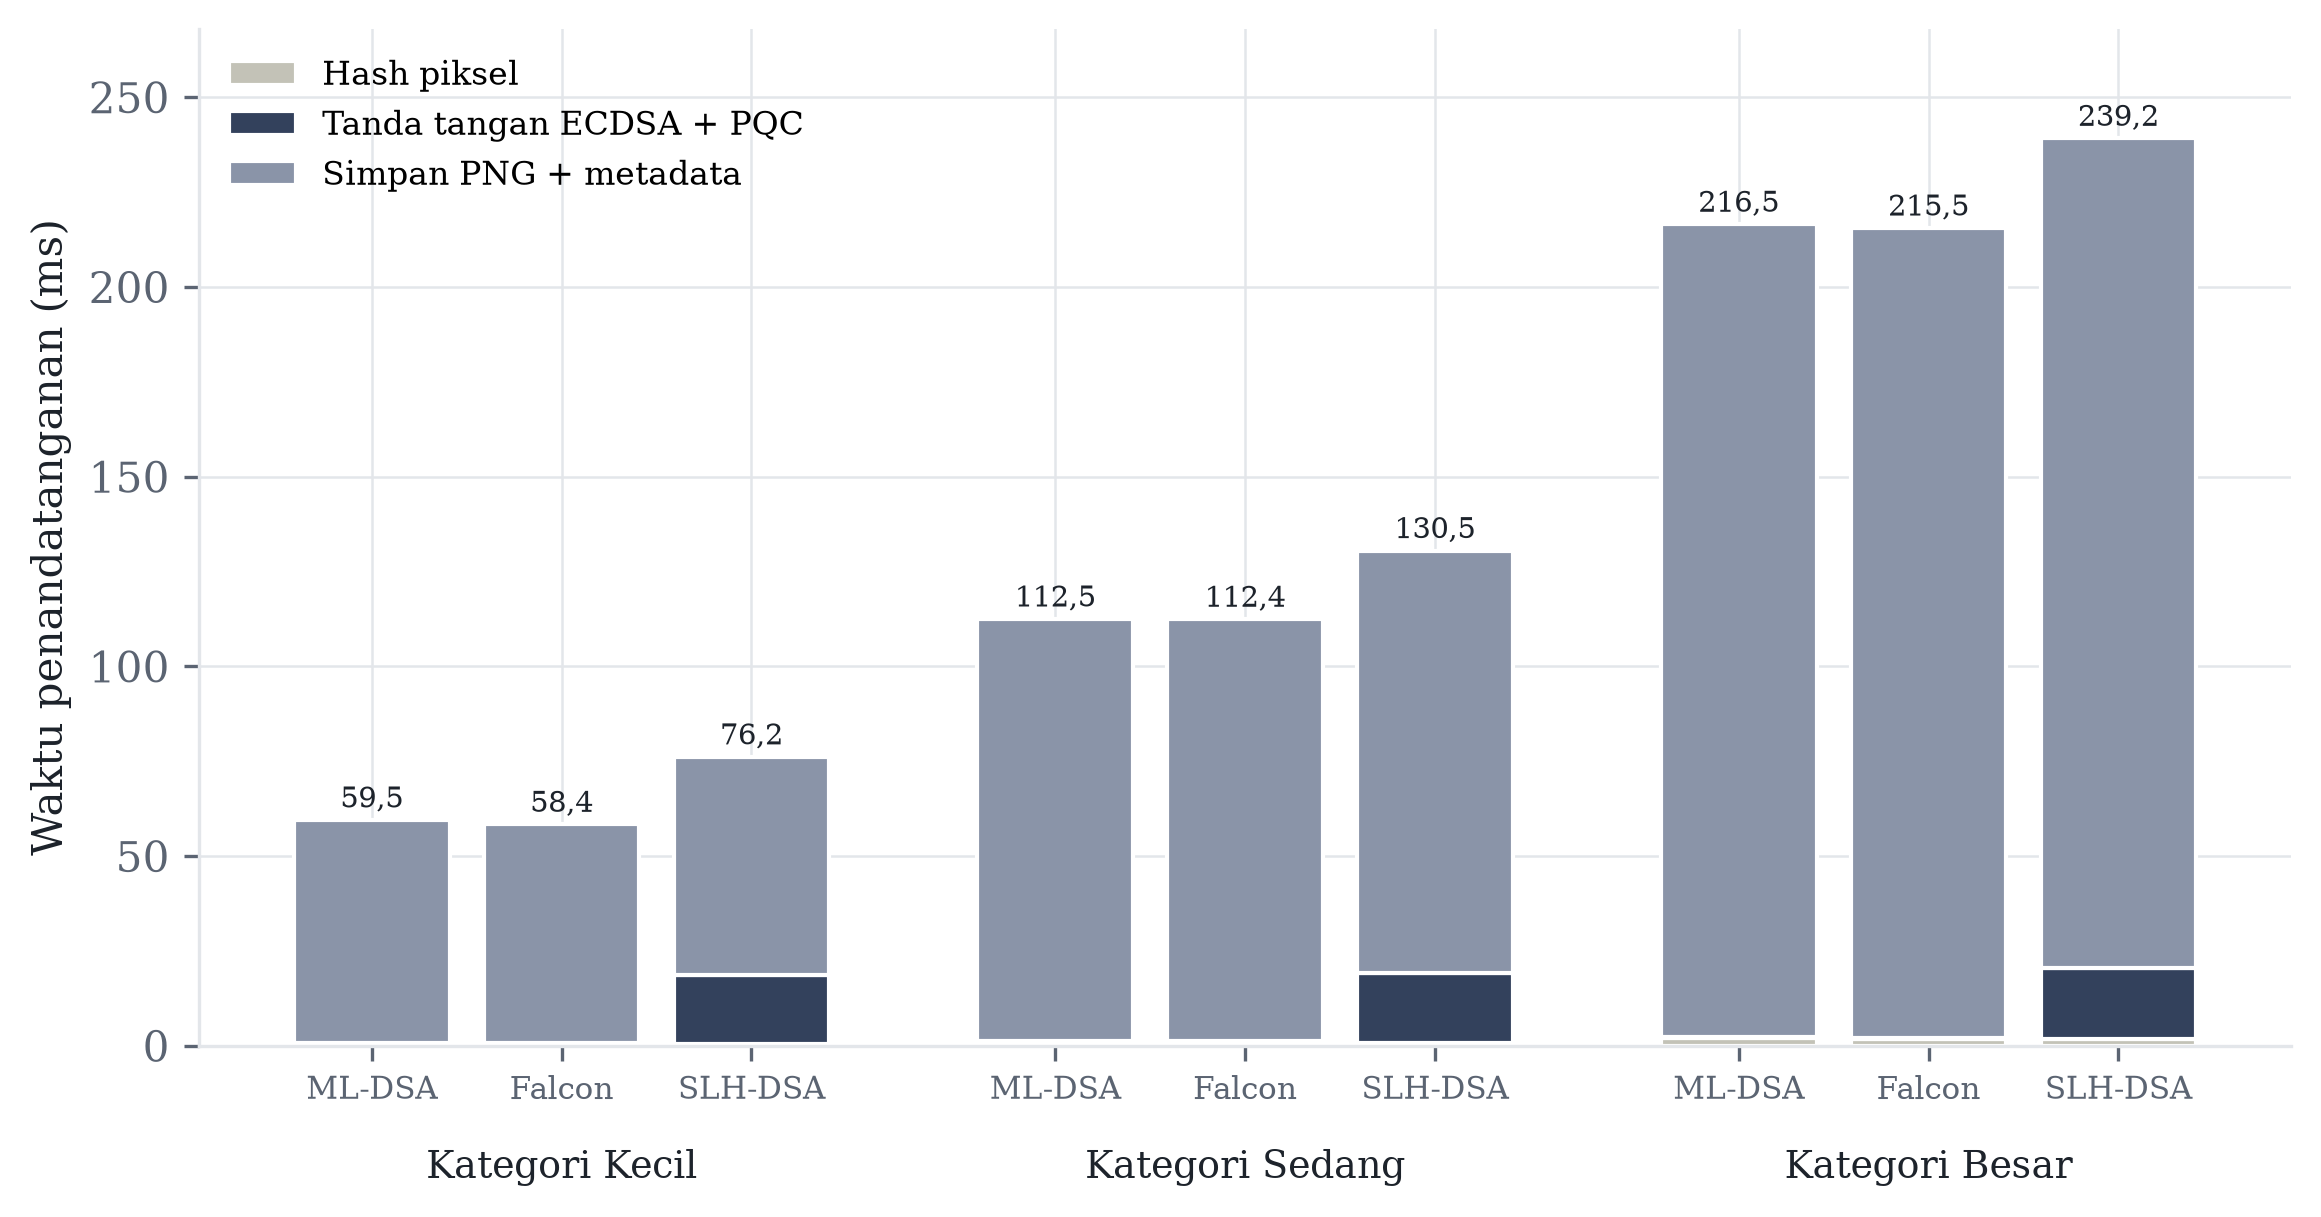 Hash piksel
Tanda tangan ECDSA + PQC
Simpan PNG + metadata
Waktu penandatanganan (ms)
250
200
150
100
50
0
59,5
58,4
76,2
112,5
112,4
130,5
216,5
215,5
239,2
ML-DSA Falcon SLH-DSA ML-DSA Falcon SLH-DSA ML-DSA Falcon SLH-DSA
Kategori Kecil Kategori Sedang Kategori Besar